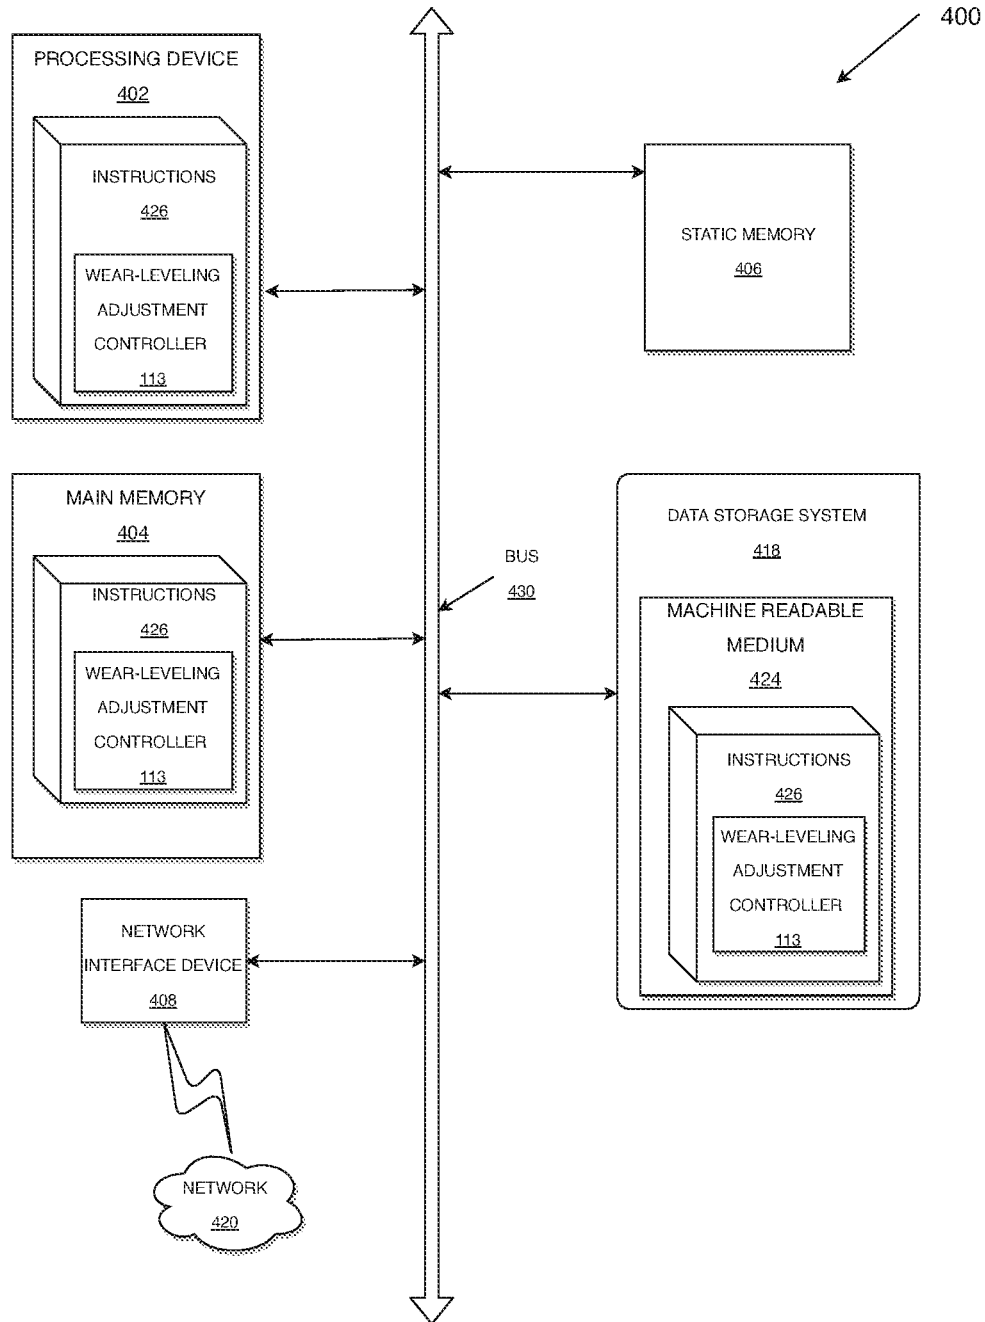 400
PROCESSING DEVICE
402
INSTRUCTIONS
426
WEAR-LEVELING
ADJUSTMENT
CONTROLLER
113
STATIC MEMORY
406
MAIN MEMORY
404
INSTRUCTIONS
426
WEAR-LEVELING
ADJUSTMENT
CONTROLLER
113
BUS
430
DATA STORAGE SYSTEM
418
MACHINE READABLE
MEDIUM
424
INSTRUCTIONS
426
WEAR-LEVELING
ADJUSTMENT
CONTROLLER
113
NETWORK
INTERFACE DEVICE
408
NETWORK
420